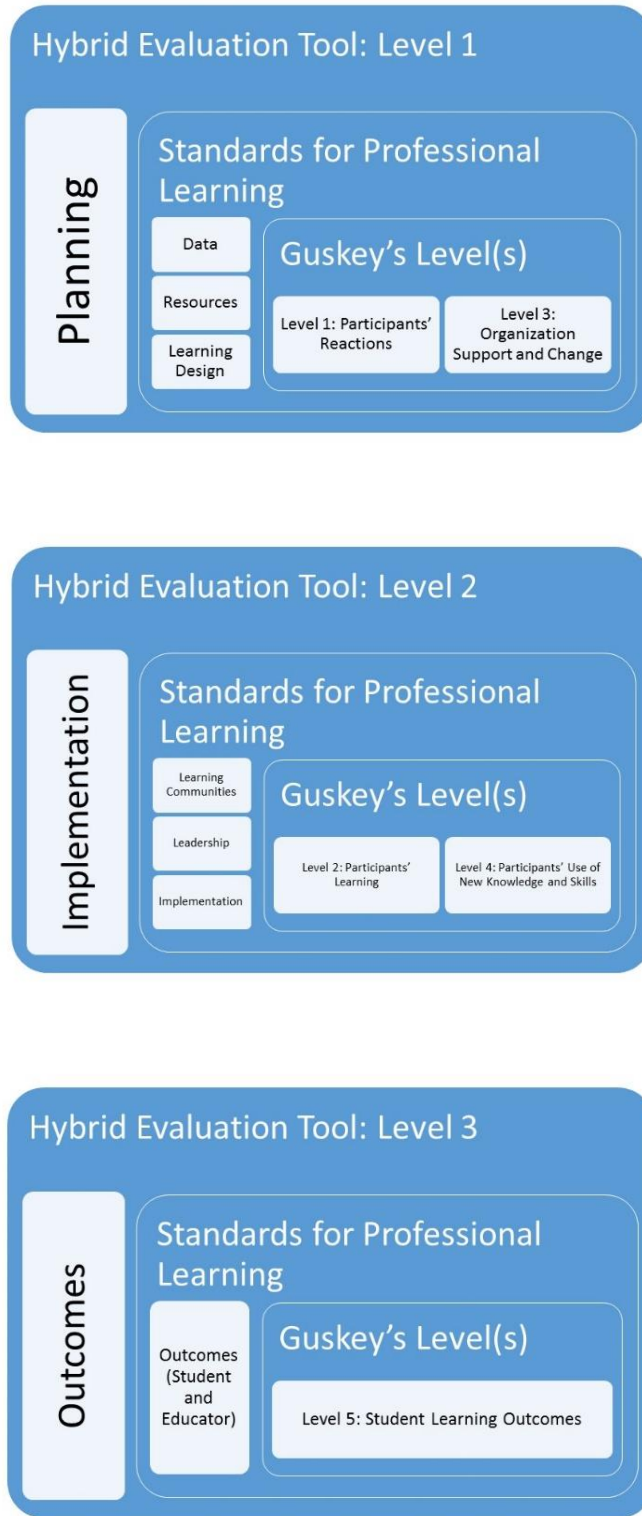 Hybrid Evaluation Tool: Level 1
Planning
Standards for Professional
Learning
Data
Resources
Learning
Design
Guskey’s Level(s)
Level 1: Participants’
Reactions
Level 3:
Organization
Support and Change
Hybrid Evaluation Tool: Level 2
Implementation
Standards for Professional
Learning
Learning
Communities
Leadership
Implementation
Guskey’s Level(s)
Level 2: Participants’
Learning
Level 4: Participants’ Use of
New Knowledge and Skills
Hybrid Evaluation Tool: Level 3
Outcomes
Standards for Professional
Learning
Outcomes
(Student
and
Educator)
Guskey’s Level(s)
Level 5: Student Learning Outcomes